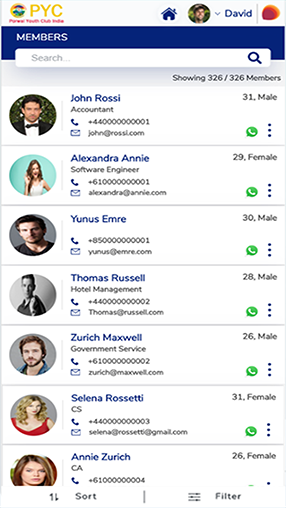 PYC
Porwal Youth Club India
David
MEMBERS
Search...
Showing 326 / 326 Members
John Rossi
31, Male
Accountant
+440000000001
john@rossi.com
Alexandra Annie
29, Female
Software Engineer
+610000000001
alexandra@annie.com
Yunus Emre
30, Male
+850000000001
yunus@emre.com
Thomas Russell
28, Male
Hotel Management
+440000000002
Thomas@russell.com
Zurich Maxwell
26, Male
Government Service
+610000000002
zurich@maxwell.com
Selena Rossetti
31, Female
CS
+440000000003
selena@rossetti@gmail.com
Annie Zurich
26, Female
CA
+610000000004
Sort | Filter